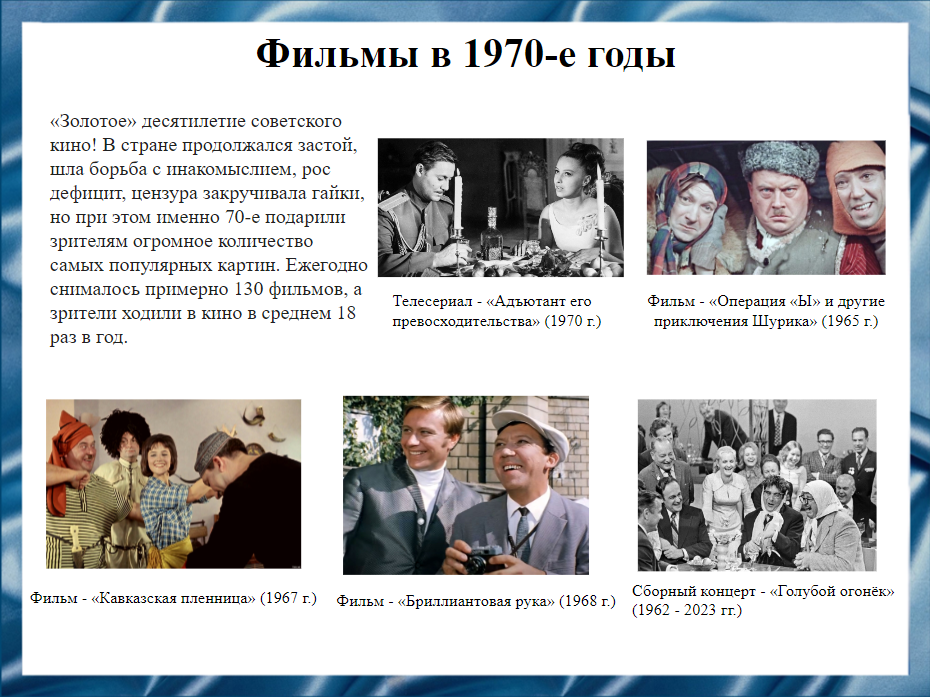 Фильмы в 1970-е годы
«Золотое» десятилетие советского
кино! В стране продолжался застой,
шла борьба с инакомыслием, рос
дефицит, цензура закручивала гайки,
но при этом именно 70-е подарили
зрителям огромное количество
самых популярных картин. Ежегодно
снималось примерно 130 фильмов, а
зрители ходили в кино в среднем 18
раз в год.
Телесериал - «Адъютант его
превосходительства» (1970 г.)
Фильм - «Операция «Ы» и другие
приключения Шурика» (1965 г.)
Фильм - «Кавказская пленница» (1967 г.)
Фильм - «Бриллиантовая рука» (1968 г.)
Сборный концерт - «Голубой огонёк»
(1962 - 2023 гг.)